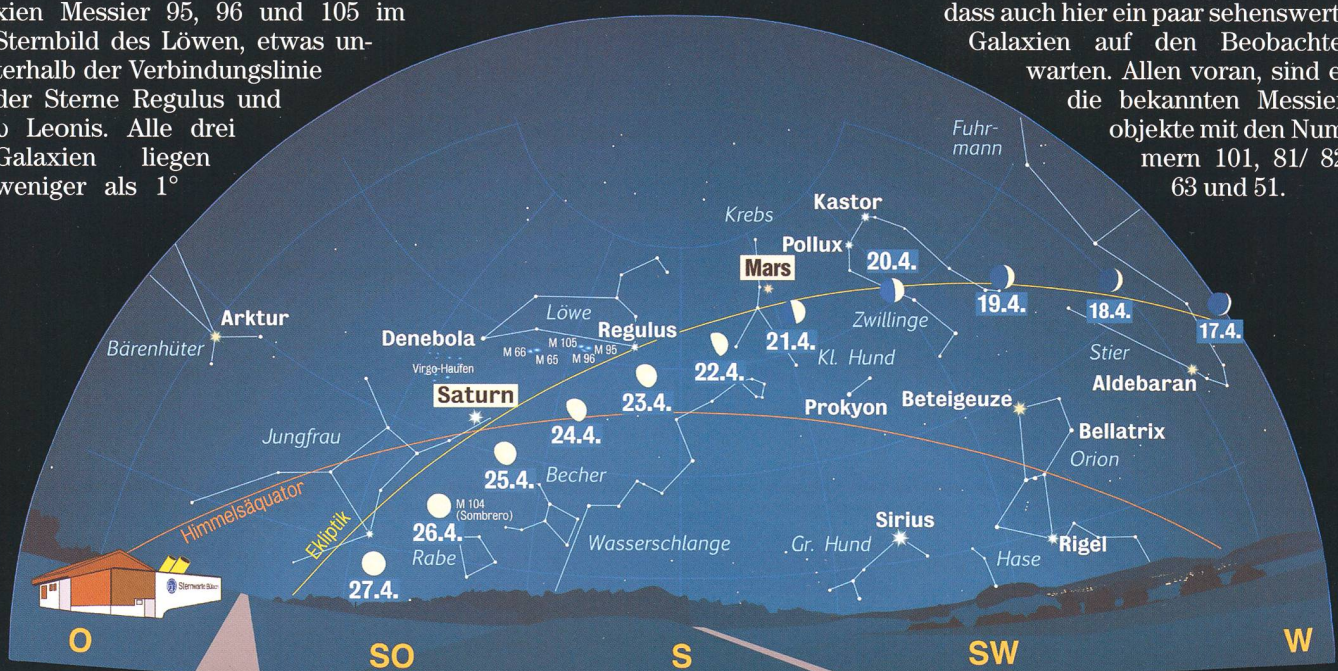 xien Messier 95, 96 und 105 im
Sternbild des Löwen, etwas un-
terhalb der Verbindungslinie
der Sterne Regulus und
Leonis. Alle drei
Galaxien liegen
weniger als 1°
dass auch hier ein paar sehenswert
Galaxien auf den Beobachte
warten. Allen voran, sind e
die bekannten Messier
objekte mit den Num
mern 101, 81/ 82
63 und 51.
Fuhr-
mann
Kastor
Krebs
Pollux
Mars
20.4.
19.4.
18.4.
17.4.
Zwillinge
21.4.
Kl. Hund
22.4.
23.4.
24.4.
25.4.
26.4.
27.4.
Arktur
Bärenhüter
Denebola
Löwe
Regulus
M 66
M 65
M 105
M 96
M 95
Virgo-Haufen
Saturn
Jungfrau
Himmelsäquator
Ekliptik
Becher
M 104
(Sombrero)
Rabe
Wasserschlange
Stier
Aldebaran
Prokyon
Beteigeuze
Bellatrix
Orion
Sirius
Gr. Hund
Hase
Rigel
Sternwarte Bülach
O
SO
S
SW
W